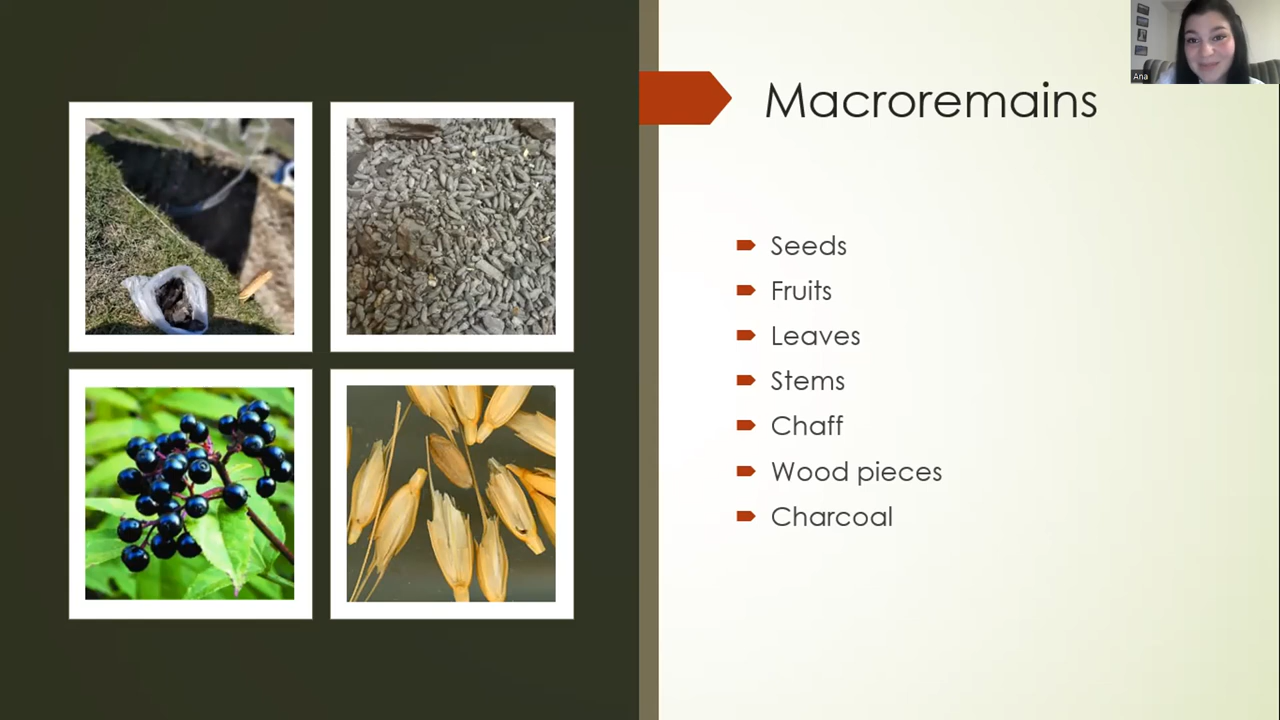 Macroremains
Ana
Seeds
Fruits
Leaves
Stems
Chaff
Wood pieces
Charcoal